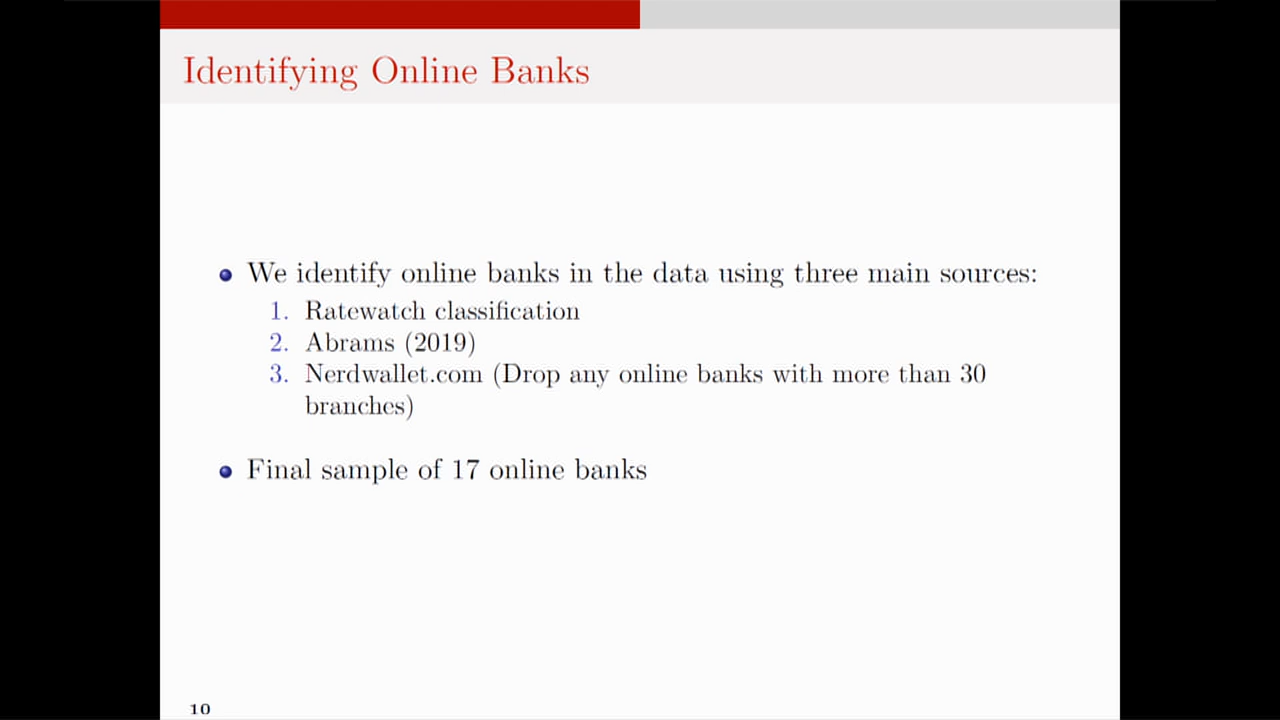 Identifying Online Banks
We identify online banks in the data using three main sources:
1. Ratewatch classification
2. Abrams (2019)
3. Nerdwallet.com (Drop any online banks with more than 30
branches)
Final sample of 17 online banks
10